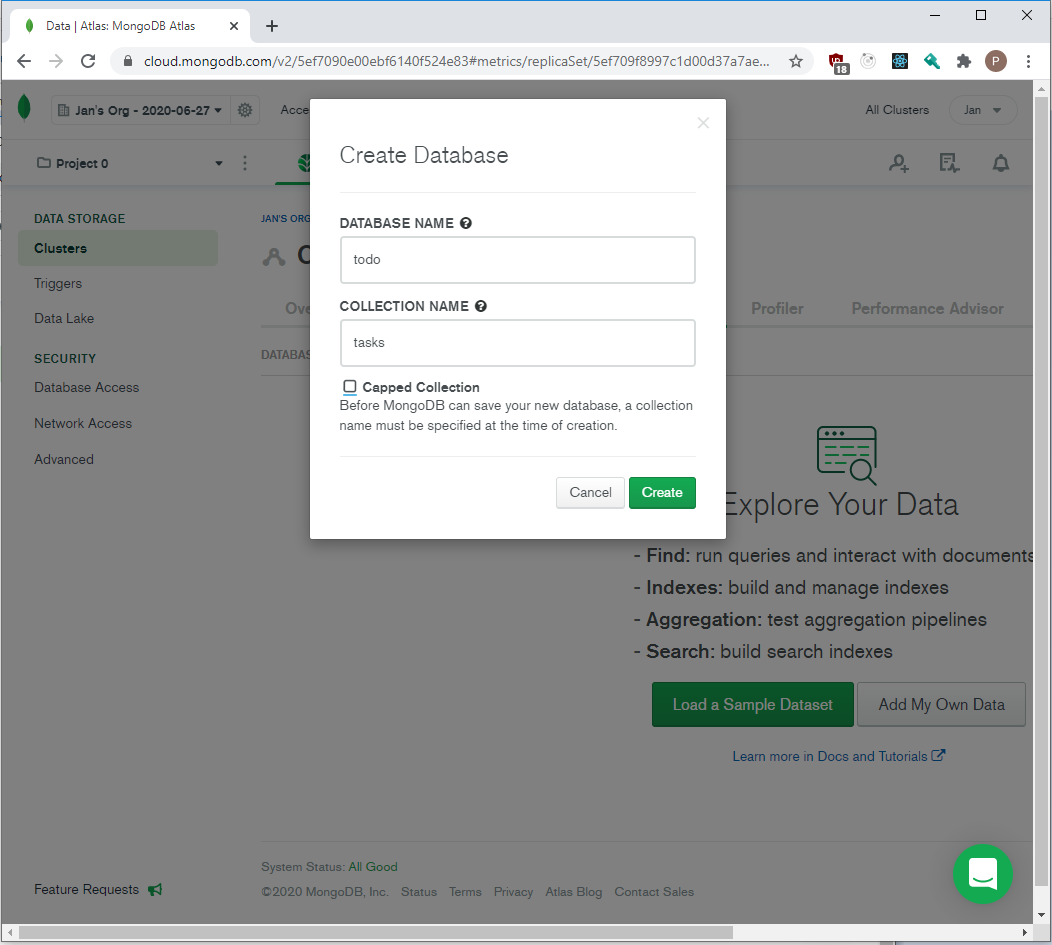 Data | Atlas: MongoDB Atlas
cloud.mongodb.com/v2/5ef7090e00ebf6140f524e83#metrics/replicaSet/5ef709f8997c1d00d37a7ae...
18
P
Jan's Org - 2020-06-27
All Clusters
Jan
Project 0
Create Database
DATA STORAGE
Clusters
Triggers
Data Lake
SECURITY
Database Access
Network Access
Advanced
JAN'S ORG
DATABASE NAME
todo
COLLECTION NAME
tasks
Capped Collection
Before MongoDB can save your new database, a collection
name must be specified at the time of creation.
Cancel
Create
Profiler
Performance Advisor
Explore Your Data
- Find: run queries and interact with documents
- Indexes: build and manage indexes
- Aggregation: test aggregation pipelines
- Search: build search indexes
Load a Sample Dataset
Add My Own Data
Learn more in Docs and Tutorials
System Status: All Good
©2020 MongoDB, Inc. Status Terms Privacy Atlas Blog Contact Sales
Feature Requests